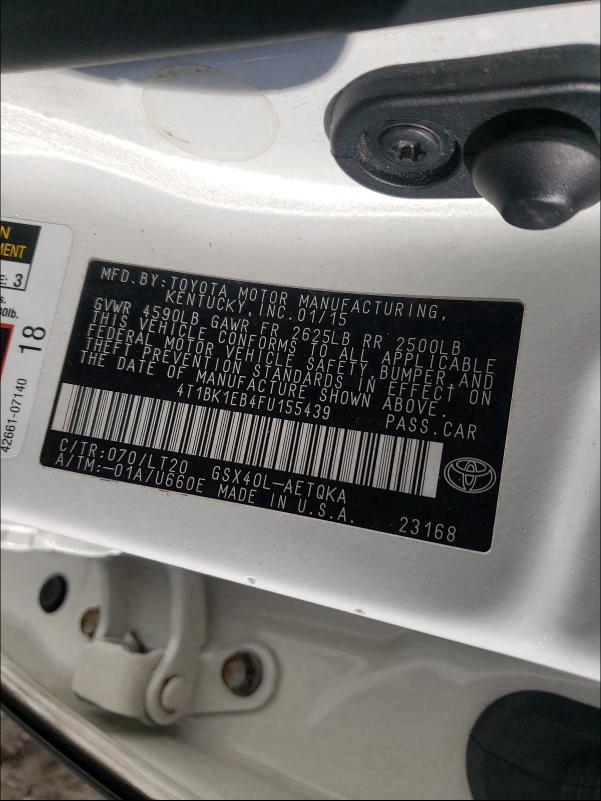 MFD. BY: TOYOTA MOTOR MANUFACTURING,
KENTUCKY, INC. 01/15
GVWR 4590LB GAWR FR 2625LB RR 2500LB
THIS VEHICLE CONFORMS TO ALL APPLICABLE
FEDERAL MOTOR VEHICLE SAFETY, BUMPER, AND
THEFT PREVENTION STANDARDS IN EFFECT ON
THE DATE OF MANUFACTURE SHOWN ABOVE.
4T1BK1EB4FU155439 PASS. CAR
C/TR: 070/LT20 GSX40L-AETQKA
A/TM: -01A/U660E MADE IN U.S.A. 23168
N
MENT
E: 3
s.
0lb.
18
42661-07140